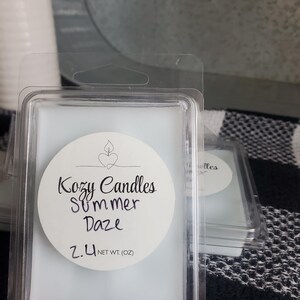 Kozy Candles
Summer
Daze
2.4 NET WT. (OZ)